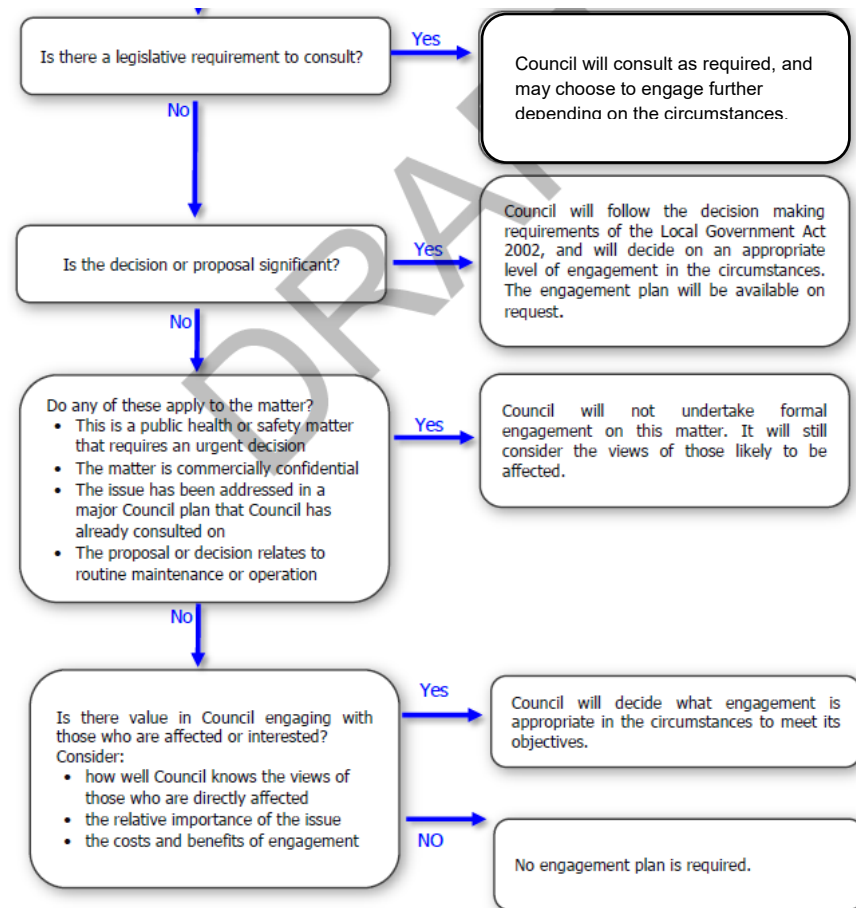 Is there a legislative requirement to consult?
Yes
Council will consult as required, and
may choose to engage further
depending on the circumstances.
No
DRAFT
Is the decision or proposal significant?
Yes
Council will follow the decision making
requirements of the Local Government Act
2002, and will decide on an appropriate
level of engagement in the circumstances.
The engagement plan will be available on
request.
No
Do any of these apply to the matter?
• This is a public health or safety matter
that requires an urgent decision
• The matter is commercially confidential
• The issue has been addressed in a
major Council plan that Council has
already consulted on
• The proposal or decision relates to
routine maintenance or operation
Yes
Council will not undertake formal
engagement on this matter. It will still
consider the views of those likely to be
affected.
No
Is there value in Council engaging with
those who are affected or interested?
Consider:
• how well Council knows the views of
those who are directly affected
• the relative importance of the issue
• the costs and benefits of engagement
Yes
Council will decide what engagement is
appropriate in the circumstances to meet its
objectives.
NO
No engagement plan is required.